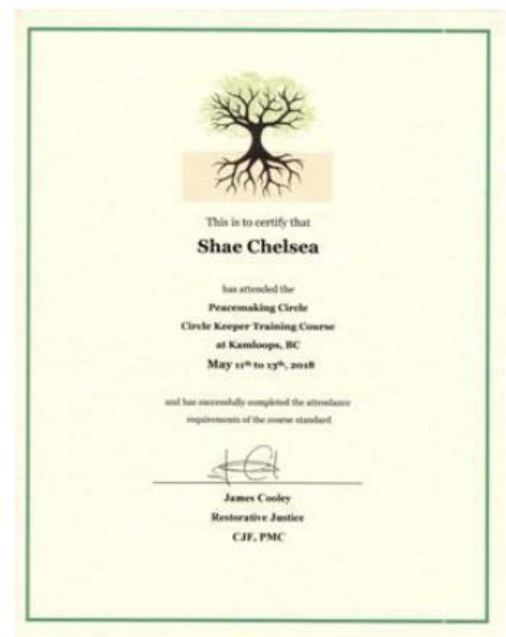 This is to certify that
Shae Chelsea
has attended the
Peacemaking Circle
Circle Keeper Training Course
at Kamloops, BC
May 11th to 13th, 2018
and has successfully completed the attendance
requirements of the course standard
James Cooley
Restorative Justice
CJF, PMC